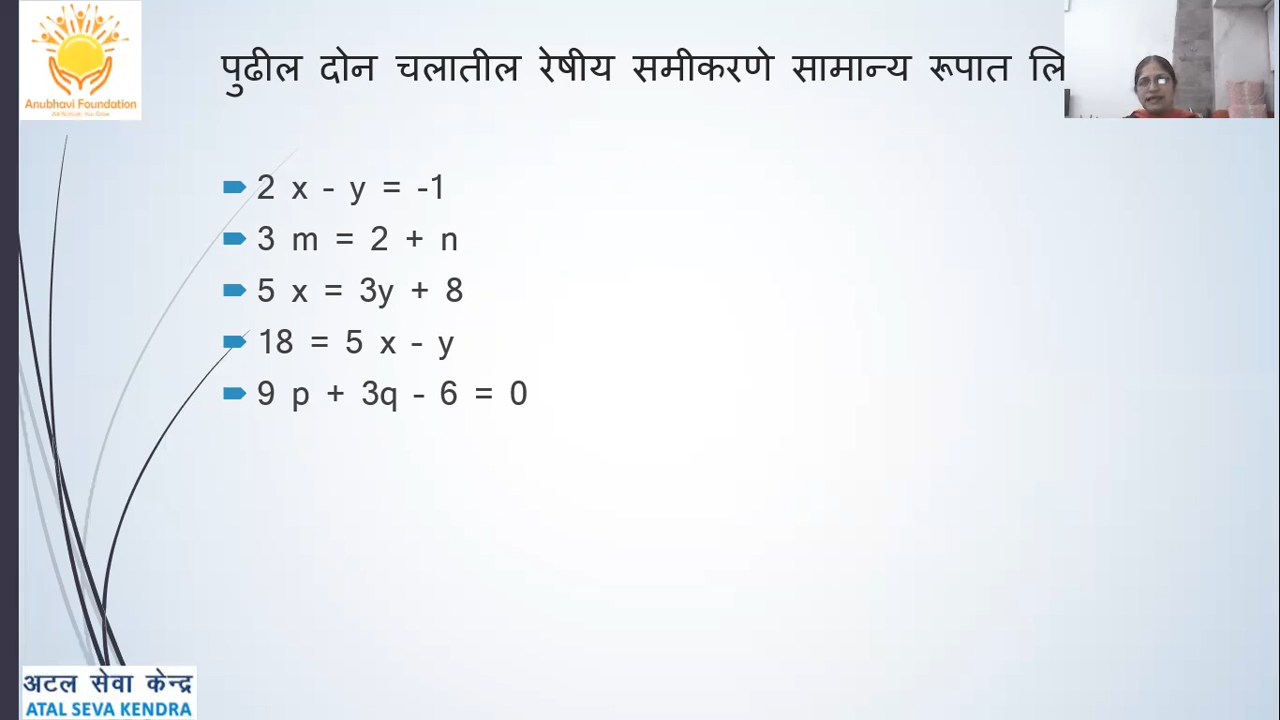 Anubhavi Foundation
पुढील दोन चलातील रेषीय समीकरणे सामान्य रूपात
2 x - y = -1
3 m = 2 + n
5 x = 3y + 8
18 = 5 x - y
9 p + 3q - 6 = 0
अटल सेवा केन्द्र
ATAL SEVA KENDRA